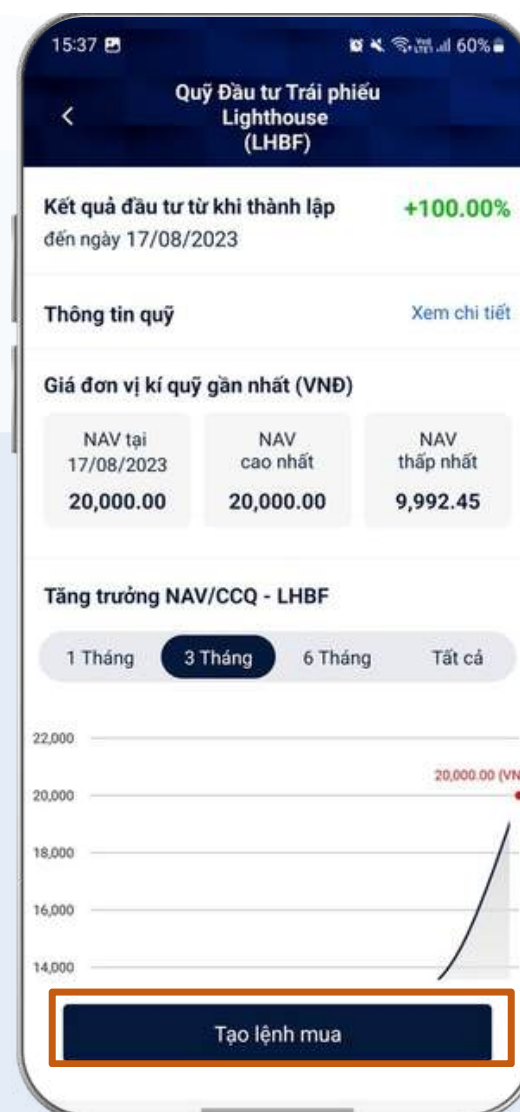 15:37 60%
Quỹ Đầu tư Trái phiếu
Lighthouse
(LHBF)
Kết quả đầu tư từ khi thành lập +100.00%
đến ngày 17/08/2023
Thông tin quỹ Xem chi tiết
Giá đơn vị kí quỹ gần nhất (VNĐ)
NAV tại NAV NAV
17/08/2023 cao nhất thấp nhất
20,000.00 20,000.00 9,992.45
Tăng trưởng NAV/CCQ - LHBF
1 Tháng 3 Tháng 6 Tháng Tất cả
22,000
20,000.00 (VN
20,000
18,000
16,000
14,000
Tạo lệnh mua